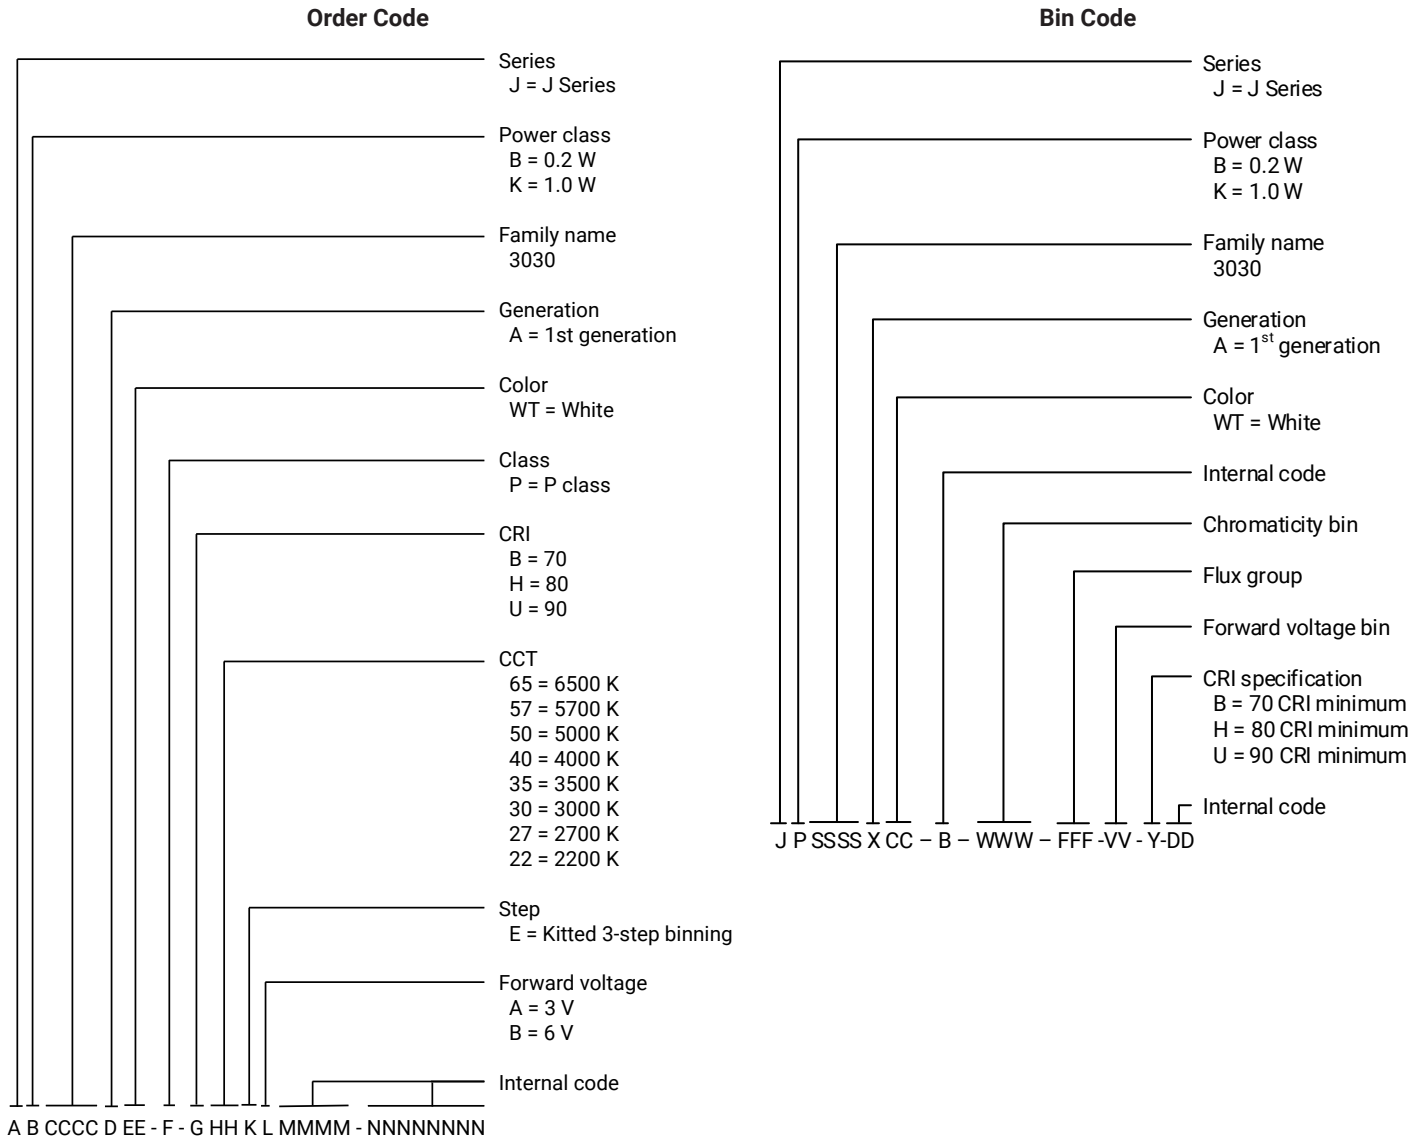 Order Code
Series
J = J Series
Power class
B = 0.2 W
K = 1.0 W
Family name
3030
Generation
A = 1st generation
Color
WT = White
Class
P = P class
CRI
B = 70
H = 80
U = 90
CCT
65 = 6500 K
57 = 5700 K
50 = 5000 K
40 = 4000 K
35 = 3500 K
30 = 3000 K
27 = 2700 K
22 = 2200 K
Step
E = Kitted 3-step binning
Forward voltage
A = 3 V
B = 6 V
Internal code
A B CCCC D EE - F - G HH K L MMMM - NNNNNNNN
Bin Code
Series
J = J Series
Power class
B = 0.2 W
K = 1.0 W
Family name
3030
Generation
A = 1st generation
Color
WT = White
Internal code
Chromaticity bin
Flux group
Forward voltage bin
CRI specification
B = 70 CRI minimum
H = 80 CRI minimum
U = 90 CRI minimum
Internal code
J P SSSS X CC – B – WWW – FFF -VV - Y-DD